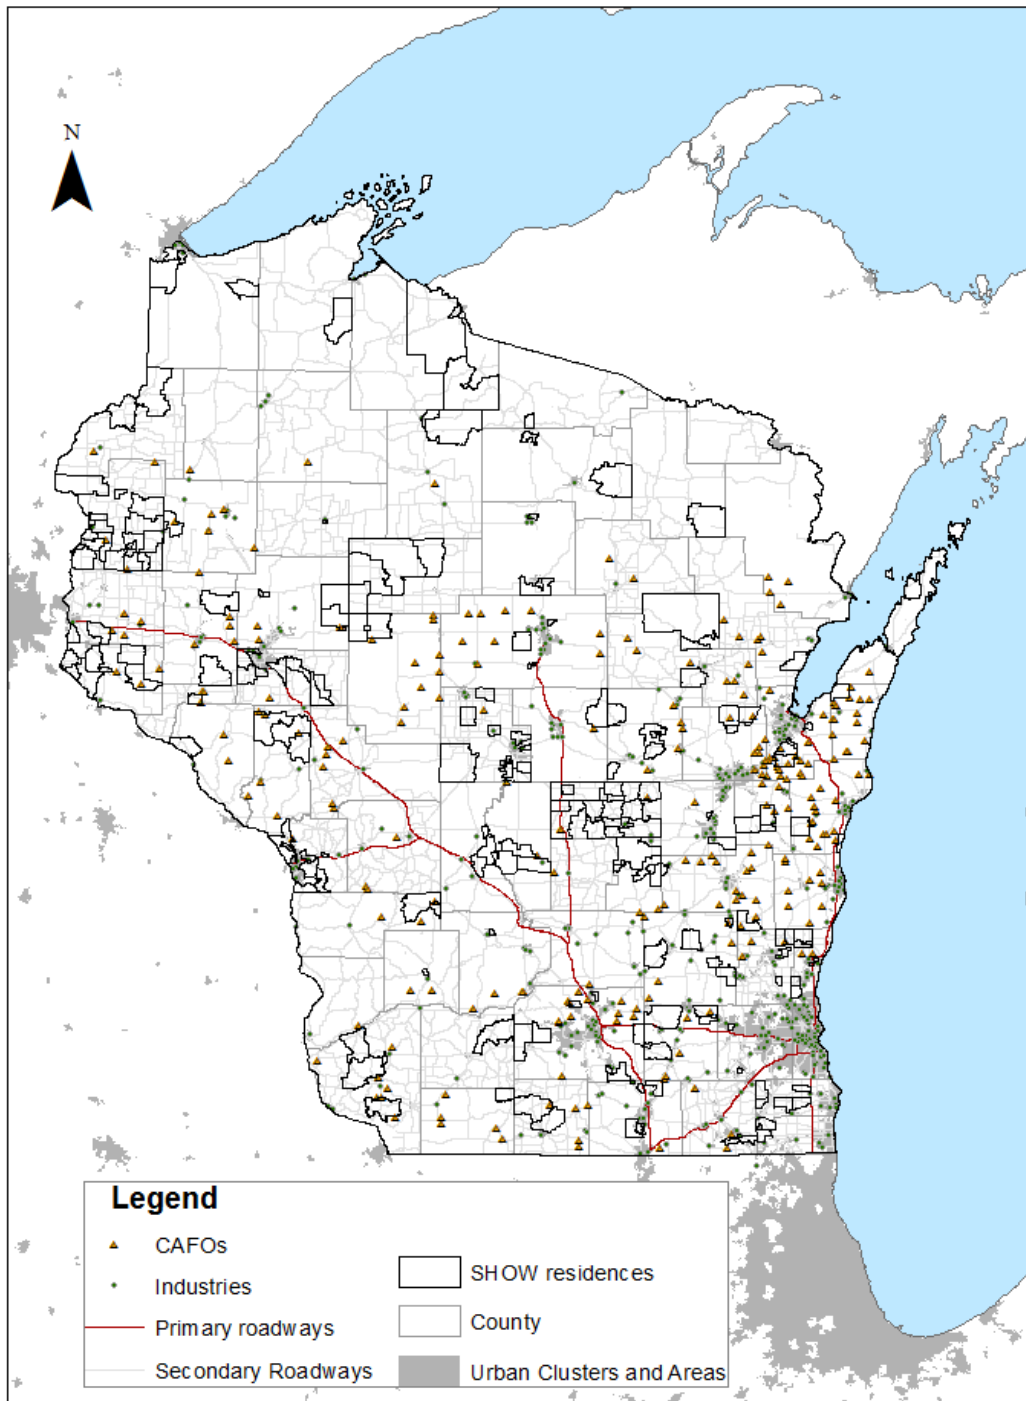 N
Legend
CAFOs
Industries
Primary roadways
Secondary Roadways
SHOW residences
County
Urban Clusters and Areas